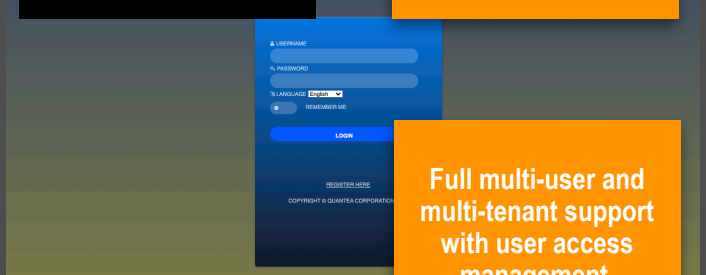 USERNAME
PASSWORD
LANGUAGE English
REMEMBER ME
LOGIN
REGISTER HERE
COPYRIGHT © QUANTEA CORPORATION
Full multi-user and
multi-tenant support
with user access
management